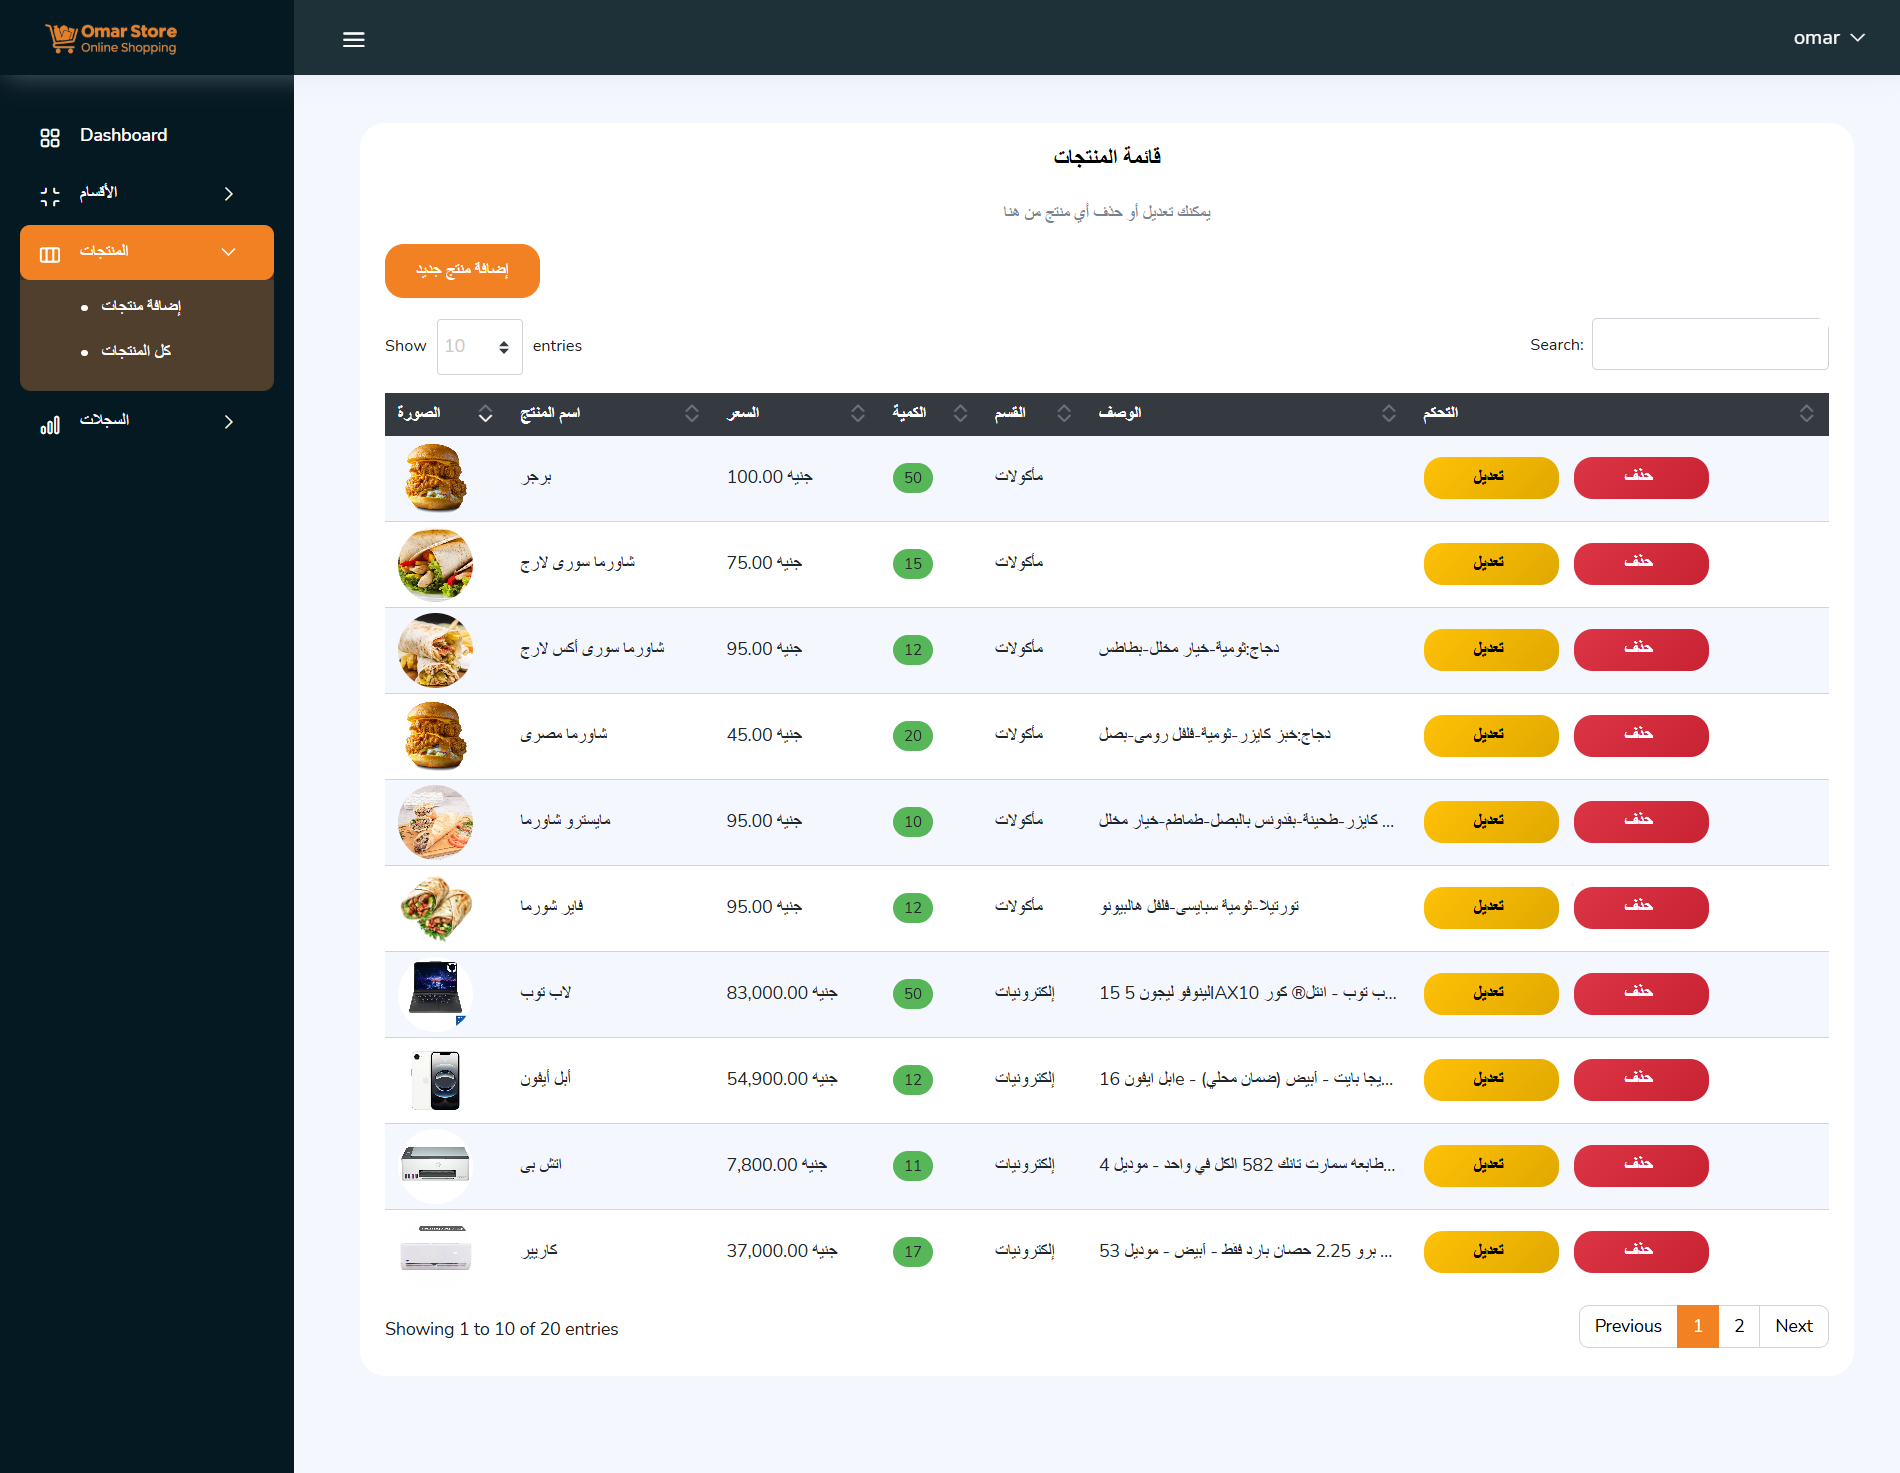 Omar Store
Online Shopping
omar
Dashboard
الأقسام
المنتجات
إضافة منتجات
كل المنتجات
السجلات
قائمة المنتجات
يمكنك تعديل أو حذف أي منتج من هنا
إضافة منتج جديد
Show 10 entries
Search:
الصورة اسم المنتج السعر الكمية القسم الوصف التحكم
برجر 100.00 جنيه 50 مأكولات تعديل حذف
شاورما سورى لارج 75.00 جنيه 15 مأكولات تعديل حذف
شاورما سورى أكس لارج 95.00 جنيه 12 مأكولات دجاج:ثومية-خيار مخلل-بطاطس تعديل حذف
شاورما مصرى 45.00 جنيه 20 مأكولات دجاج:خبز كايزر-ثومية-فلفل رومى-بصل تعديل حذف
مايسترو شاورما 95.00 جنيه 10 مأكولات كايزر-طحينة-بقدونس بالبصل-طماطم-خيار مخلل ... تعديل حذف
فاير شورما 95.00 جنيه 12 مأكولات تورتيلا-ثومية سبايسى-فلفل هالبينو تعديل حذف
لاب توب 83,000.00 جنيه 50 إلكترونيات 15 لينوفو ليجون 5اAX10 ب توب - انتل® كور... تعديل حذف
أبل أيفون 54,900.00 جنيه 12 إلكترونيات ابل ايفون 16e - يجا بايت - أبيض (ضمان محلي)... تعديل حذف
اتش بى 7,800.00 جنيه 11 إلكترونيات طابعه سمارت تانك 582 الكل في واحد - موديل 4... تعديل حذف
كاريير 37,000.00 جنيه 17 إلكترونيات برو 2.25 حصان بارد فقط - أبيض - موديل 53 ... تعديل حذف
Showing 1 to 10 of 20 entries
Previous 1 2 Next